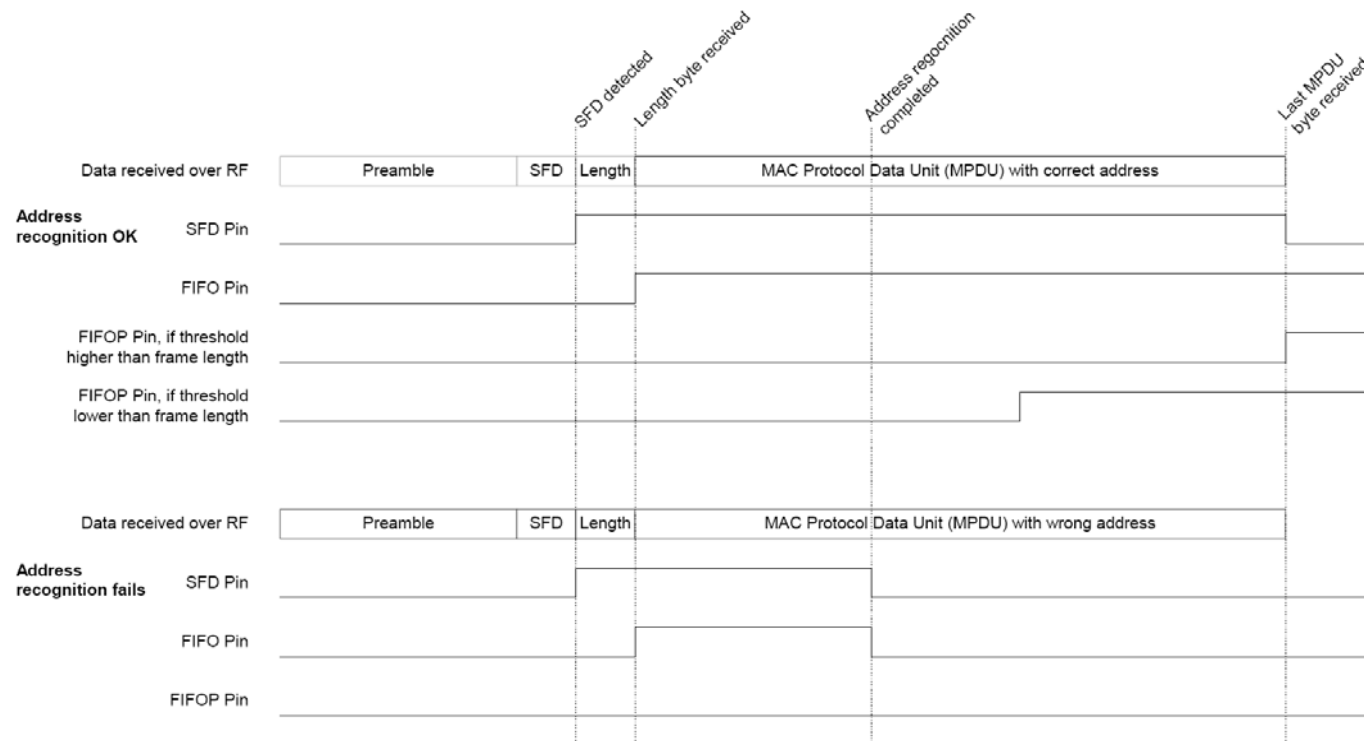 SFD detected
Length byte received
Address regocnition
completed
Last MPDU
byte received
Data received over RF
Preamble
SFD
Length
MAC Protocol Data Unit (MPDU) with correct address
Address
recognition OK
SFD Pin
FIFO Pin
FIFOP Pin, if threshold
higher than frame length
FIFOP Pin, if threshold
lower than frame length
Data received over RF
Preamble
SFD
Length
MAC Protocol Data Unit (MPDU) with wrong address
Address
recognition fails
SFD Pin
FIFO Pin
FIFOP Pin